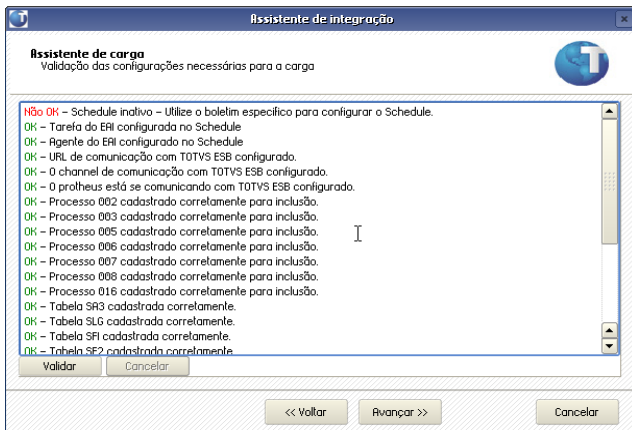 Assistente de integração
Assistente de carga
Validação das configurações necessárias para a carga
T
Não OK – Schedule inativo – Utilize o boletim especifico para configurar o Schedule.
OK – Tarefa do EAI configurada no Schedule
OK – Agente do EAI configurado no Schedule
OK – URL de comunicação com TOTVS ESB configurado.
OK – O channel de comunicação com TOTVS ESB configurado.
OK – O protheus está se comunicando com TOTVS ESB configurado.
OK – Processo 002 cadastrado corretamente para inclusão.
OK – Processo 003 cadastrado corretamente para inclusão.
OK – Processo 005 cadastrado corretamente para inclusão.
OK – Processo 006 cadastrado corretamente para inclusão.
OK – Processo 007 cadastrado corretamente para inclusão.
OK – Processo 008 cadastrado corretamente para inclusão.
OK – Processo 016 cadastrado corretamente para inclusão.
OK – Tabela SA3 cadastrada corretamente.
OK – Tabela SLG cadastrada corretamente.
OK – Tabela SFI cadastrada corretamente.
OK – Tabela SF2 cadastrada corretamente
Validar Cancelar
<< Voltar Avançar >> Cancelar